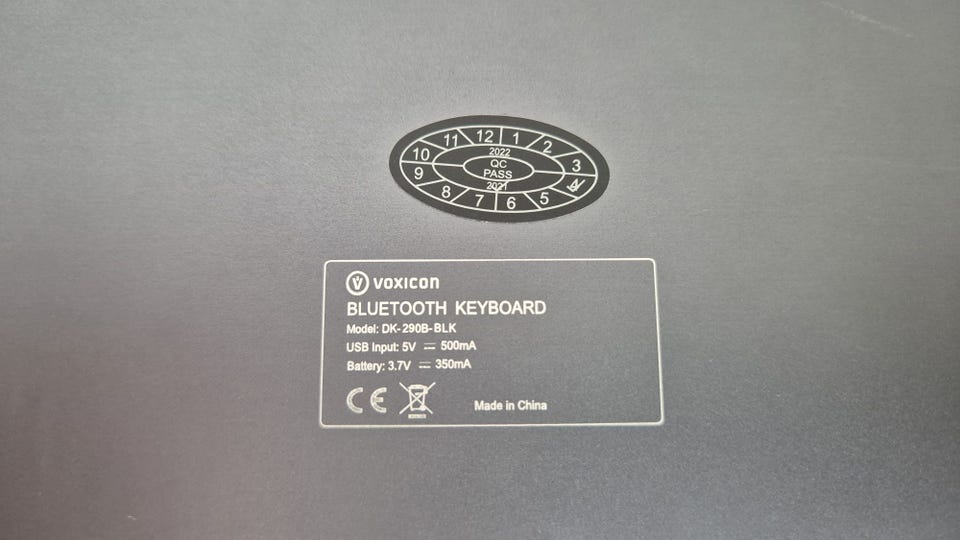 11 12 1 2
10 2022 3
QC
9 PASS 4
2021
8 7 6 5
VOXICON
BLUETOOTH KEYBOARD
Model: DK-290B-BLK
USB Input: 5V ⎓ 500mA
Battery: 3.7V ⎓ 350mA
CE
Made in China